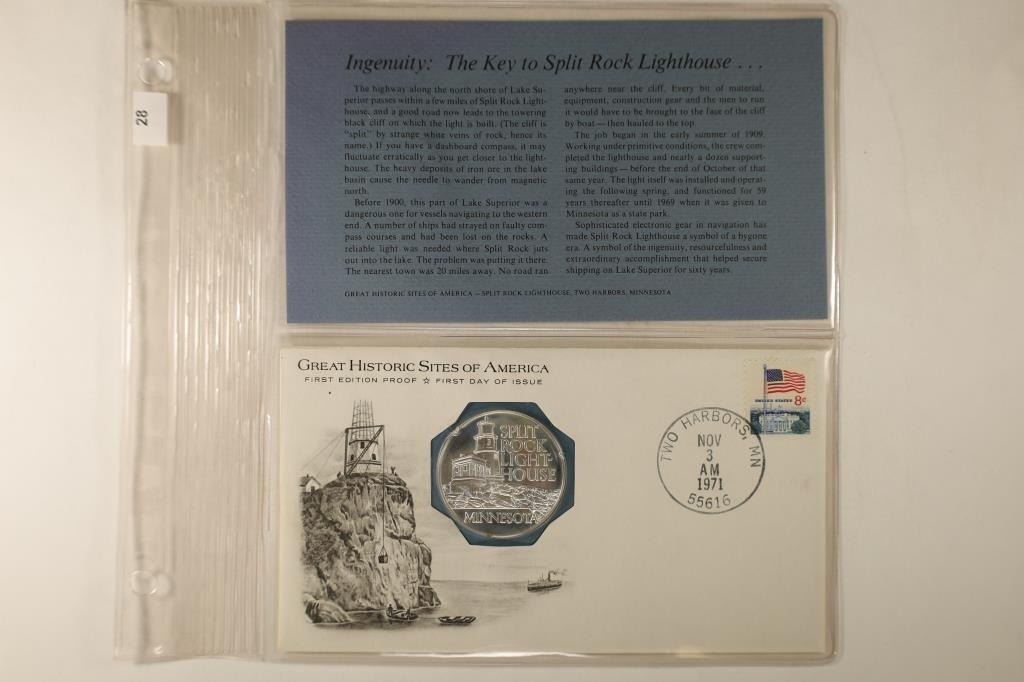 28
Ingenuity: The Key to Split Rock Lighthouse . . .
The highway along the north shore of Lake Su-
perior passes within a few miles of Split Rock Light-
house, and a good road now leads to the towering
black cliff on which the light is built. (The cliff is
"split" by strange white veins of rock, hence its
name.) If you have a dashboard compass, it may
fluctuate erratically as you get closer to the light-
house. The heavy deposits of iron ore in the lake
basin cause the needle to wander from magnetic
north.
Before 1900, this part of Lake Superior was a
dangerous one for vessels navigating to the western
end. A number of ships had strayed on faulty com-
pass courses and had been lost on the rocks. A
reliable light was needed where Split Rock juts
out into the lake. The problem was putting it there.
The nearest town was 20 miles away. No road ran
anywhere near the cliff. Every bit of material,
equipment, construction gear and the men to run
it would have to be brought to the face of the cliff
by boat — then hauled to the top.
The job began in the early summer of 1909.
Working under primitive conditions, the crew com-
pleted the lighthouse and nearly a dozen support-
ing buildings — before the end of October of that
same year. The light itself was installed and operat-
ing the following spring, and functioned for 59
years thereafter until 1969 when it was given to
Minnesota as a state park.
Sophisticated electronic gear in navigation has
made Split Rock Lighthouse a symbol of a bygone
era. A symbol of the ingenuity, resourcefulness and
extraordinary accomplishment that helped secure
shipping on Lake Superior for sixty years.
GREAT HISTORIC SITES OF AMERICA — SPLIT ROCK LIGHTHOUSE, TWO HARBORS, MINNESOTA
GREAT HISTORIC SITES OF AMERICA
FIRST EDITION PROOF ☆ FIRST DAY OF ISSUE
SPLIT
ROCK
LIGHT-
HOUSE
MINNESOTA
TWO HARBORS, MN
NOV
3
AM
1971
55616
UNITED STATES 8c